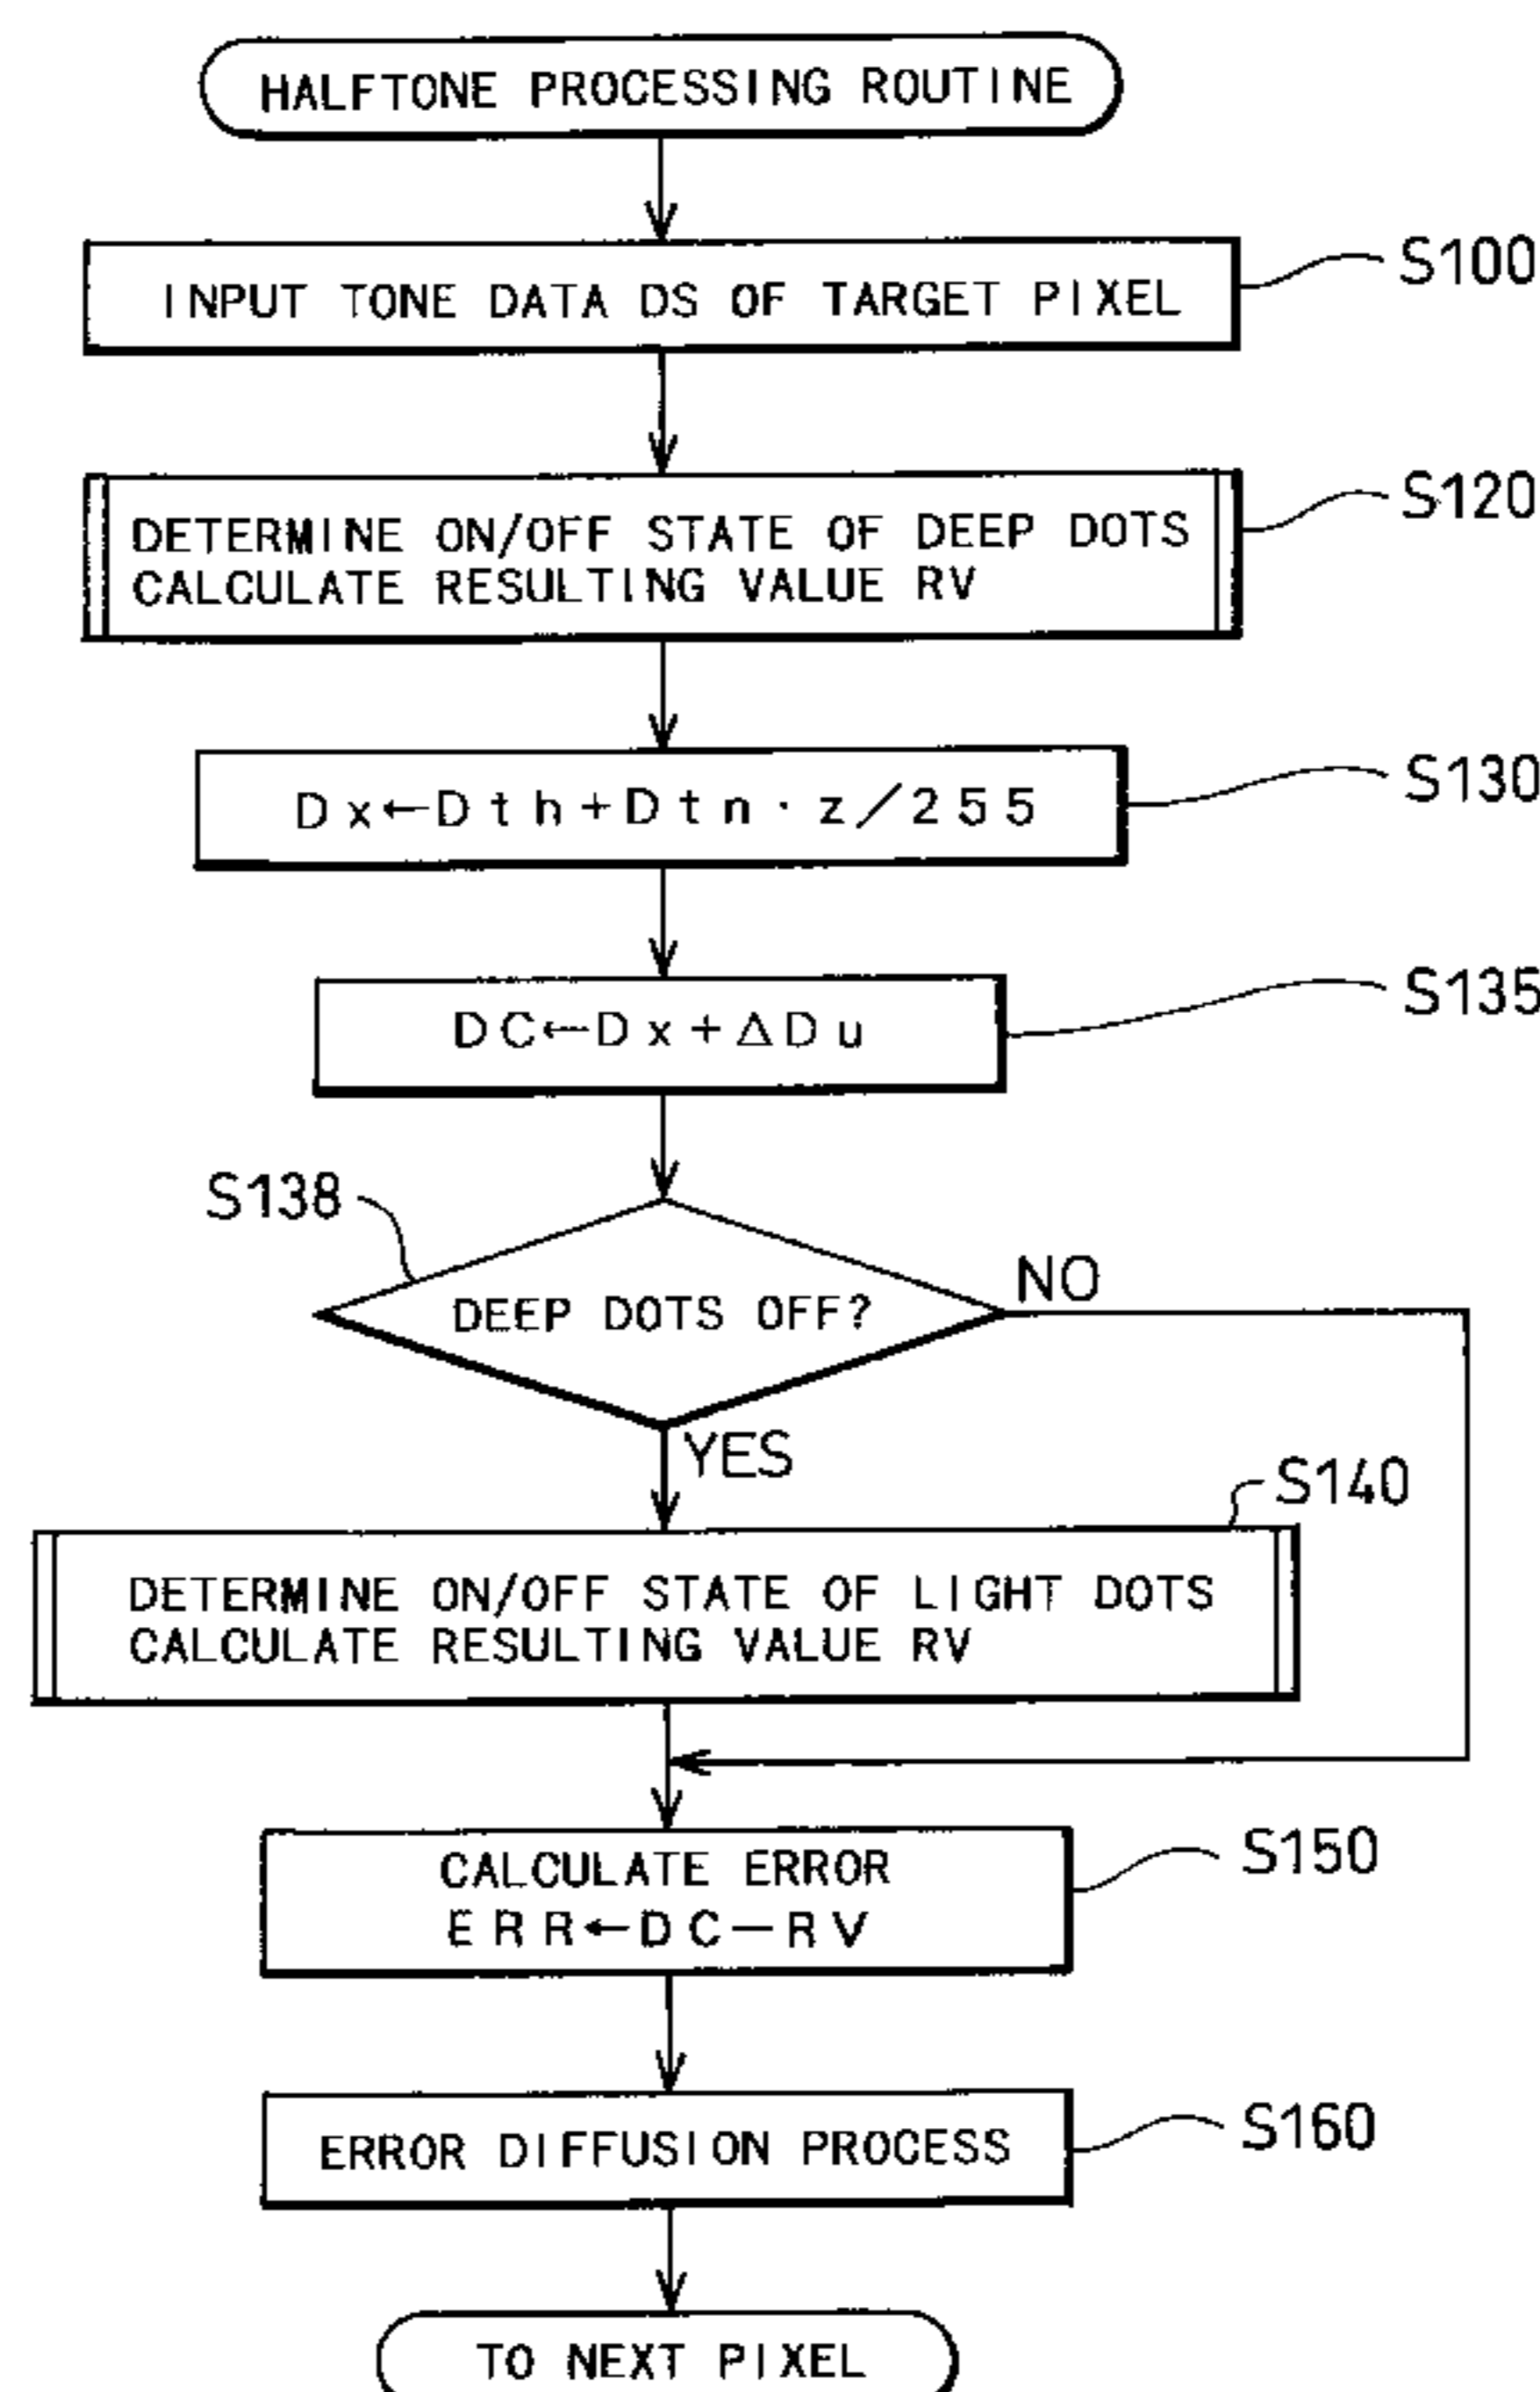 HALFTONE PROCESSING ROUTINE
INPUT TONE DATA DS OF TARGET PIXEL
S100
DETERMINE ON/OFF STATE OF DEEP DOTS
CALCULATE RESULTING VALUE RV
S120
Dx←Dth+Dtn·z/255
S130
DC←Dx+ΔDu
S135
S138
DEEP DOTS OFF?
NO
YES
S140
DETERMINE ON/OFF STATE OF LIGHT DOTS
CALCULATE RESULTING VALUE RV
CALCULATE ERROR
ERR←DC−RV
S150
ERROR DIFFUSION PROCESS
S160
TO NEXT PIXEL